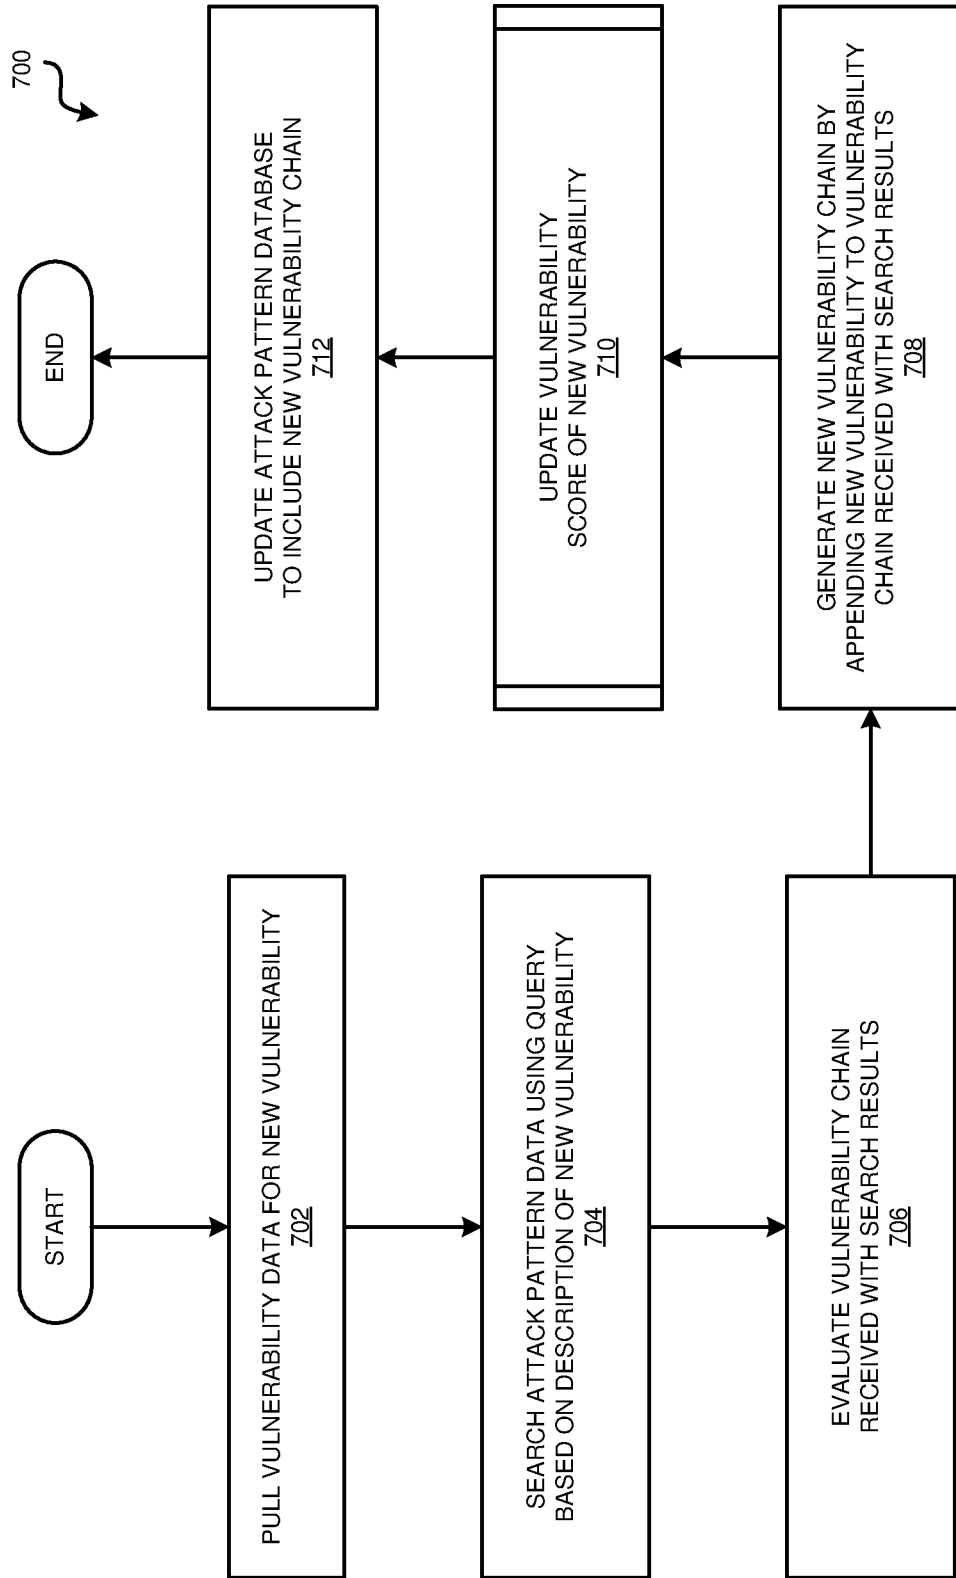 700
START
PULL VULNERABILITY DATA FOR NEW VULNERABILITY
702
SEARCH ATTACK PATTERN DATA USING QUERY
BASED ON DESCRIPTION OF NEW VULNERABILITY
704
EVALUATE VULNERABILITY CHAIN
RECEIVED WITH SEARCH RESULTS
706
GENERATE NEW VULNERABILITY CHAIN BY
APPENDING NEW VULNERABILITY TO VULNERABILITY
CHAIN RECEIVED WITH SEARCH RESULTS
708
UPDATE VULNERABILITY
SCORE OF NEW VULNERABILITY
710
UPDATE ATTACK PATTERN DATABASE
TO INCLUDE NEW VULNERABILITY CHAIN
712
END